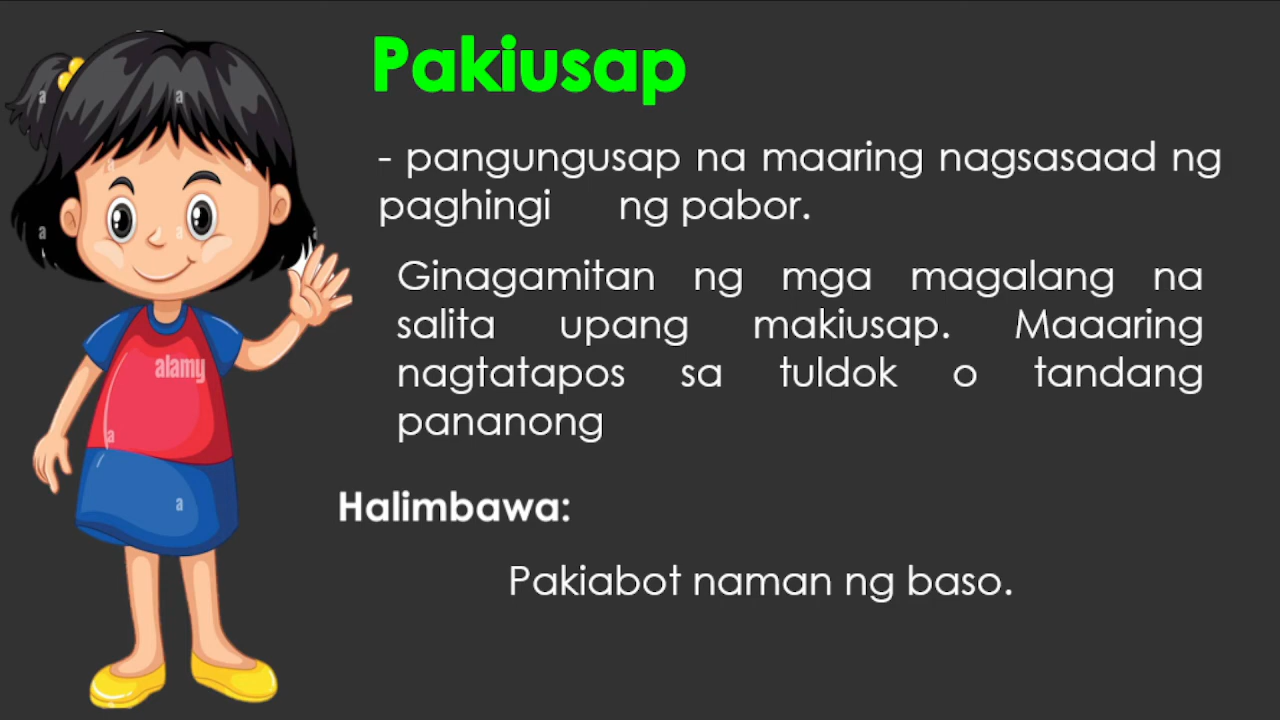 Pakiusap
- pangungusap na maaring nagsasaad ng
paghingi ng pabor.
Ginagamitan ng mga magalang na
salita upang makiusap. Maaaring
nagtatapos sa tuldok o tandang
pananong
Halimbawa:
Pakiabot naman ng baso.
a
a
a
a
a
a
a
alamy
a
a